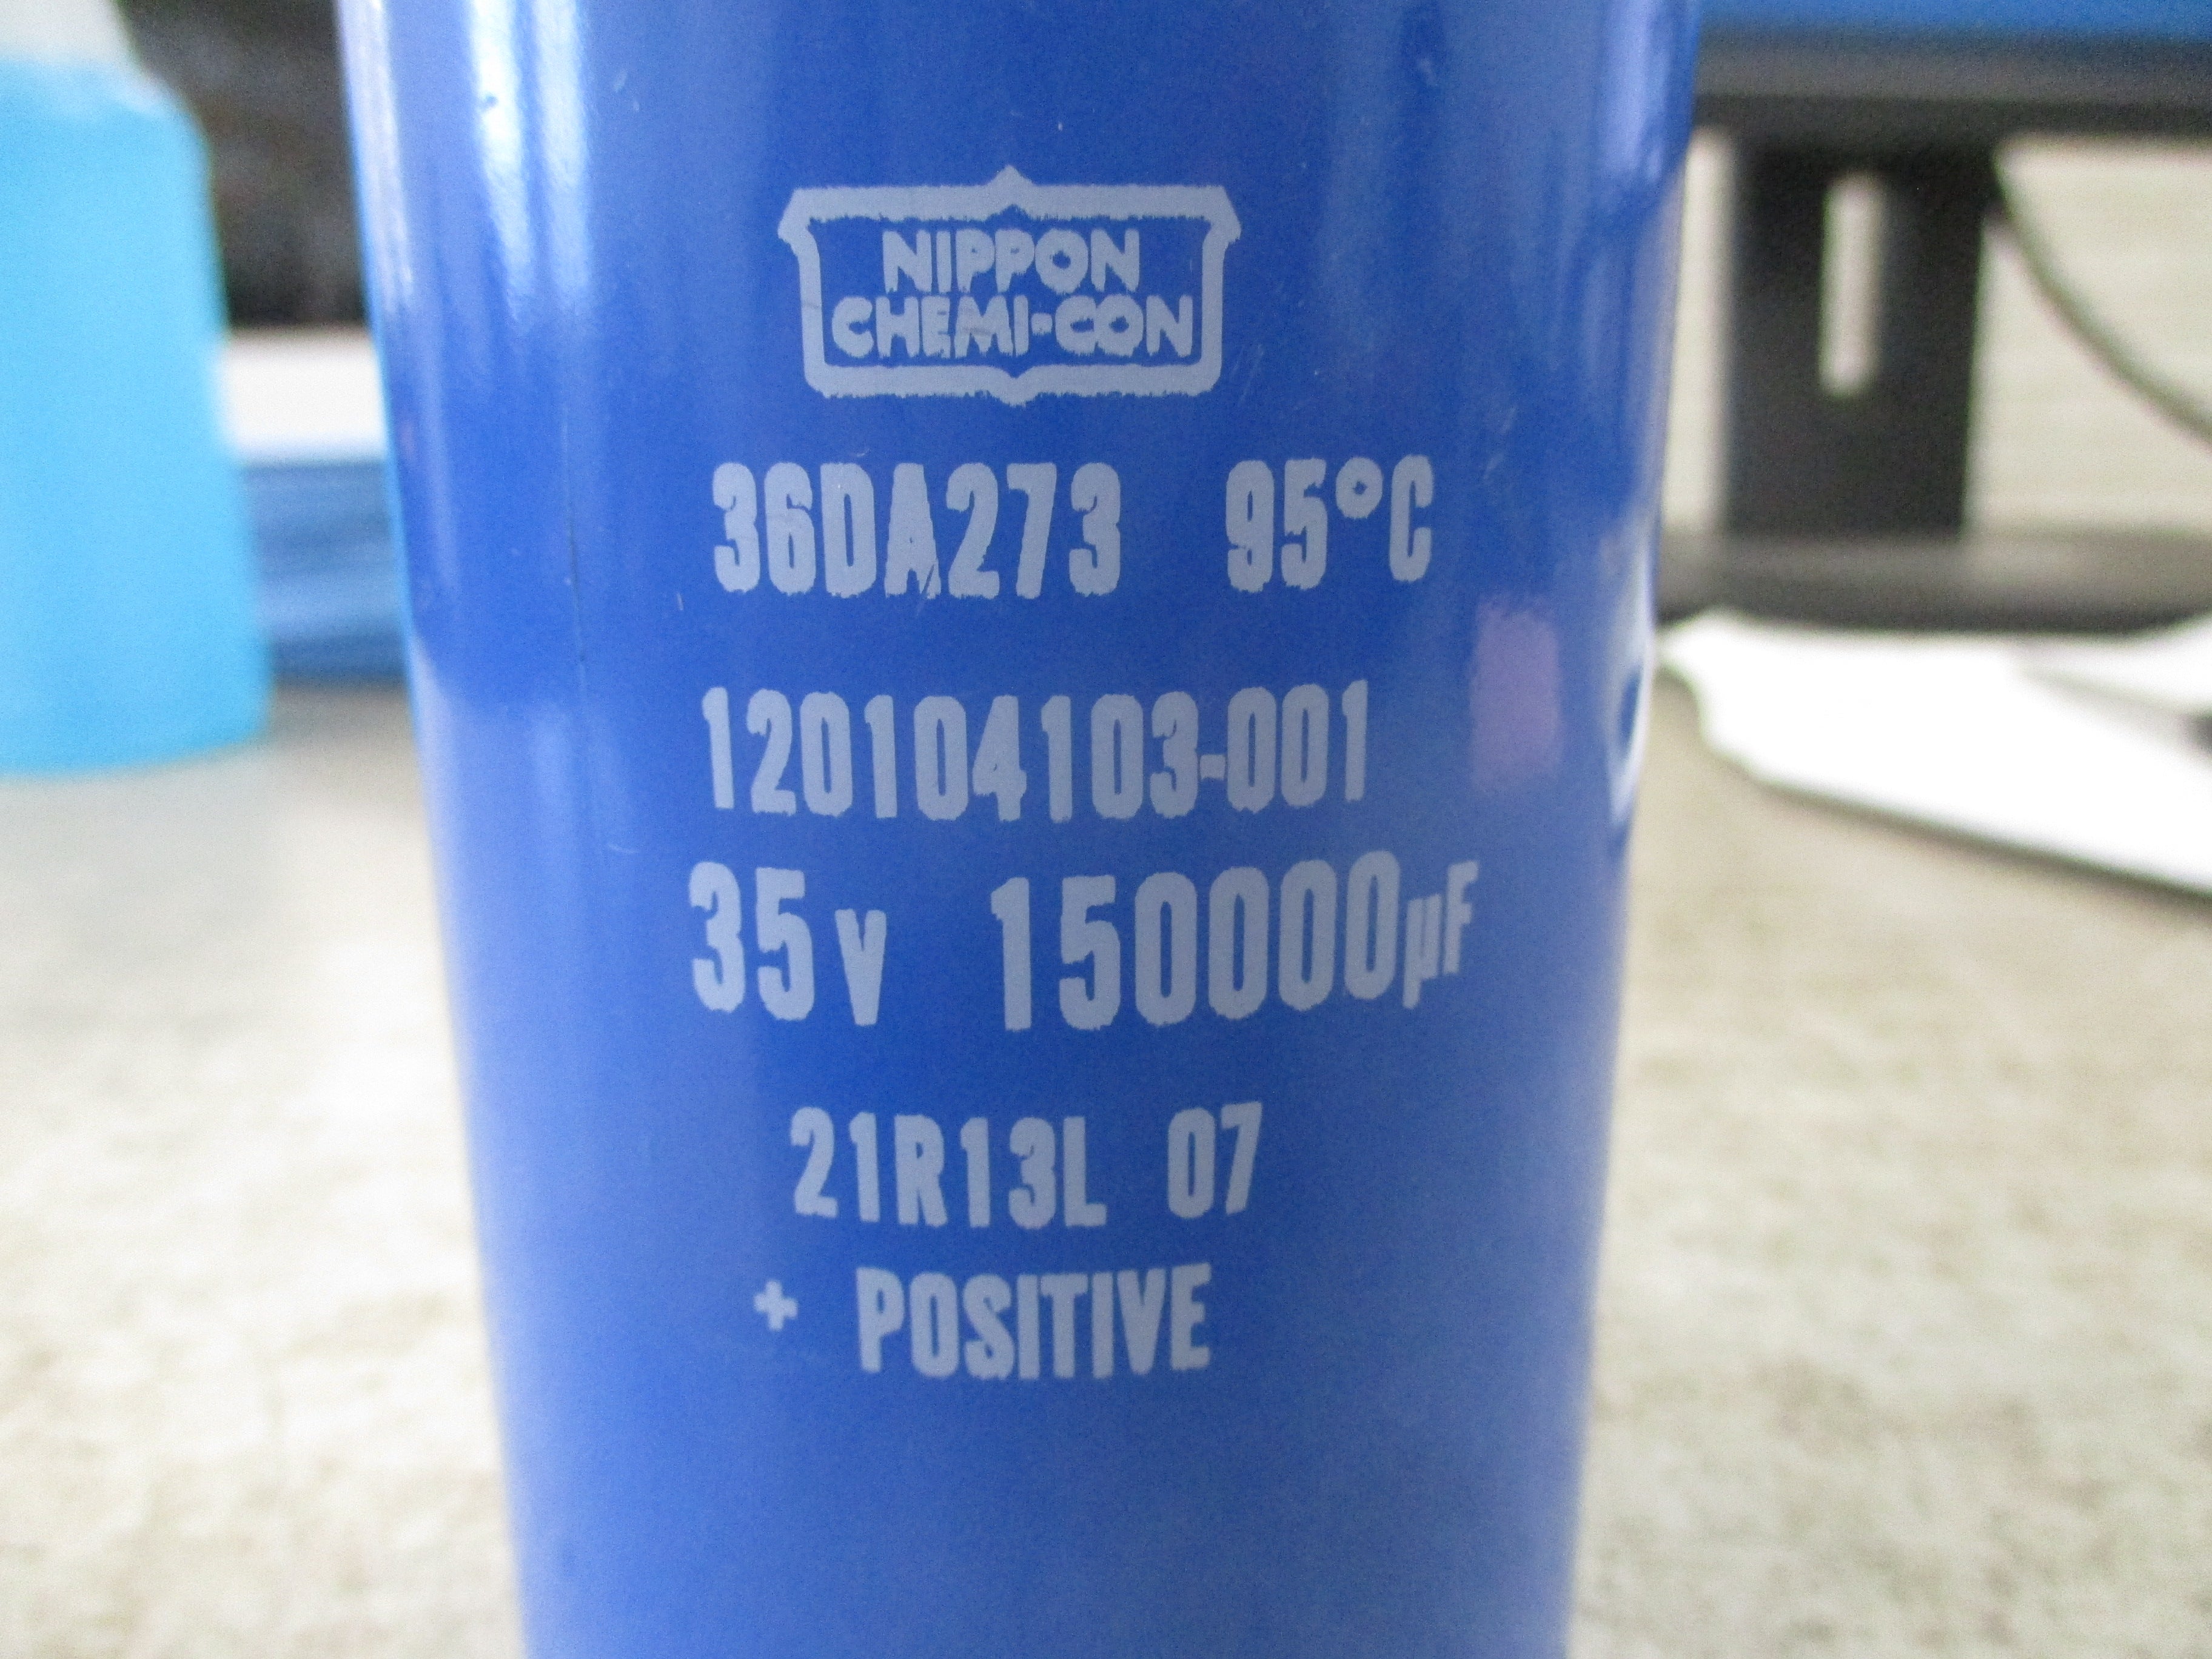 NIPPON
CHEMI-CON
36DA273 95°C
120104103-001
35v 150000µF
21R13L 07
+ POSITIVE